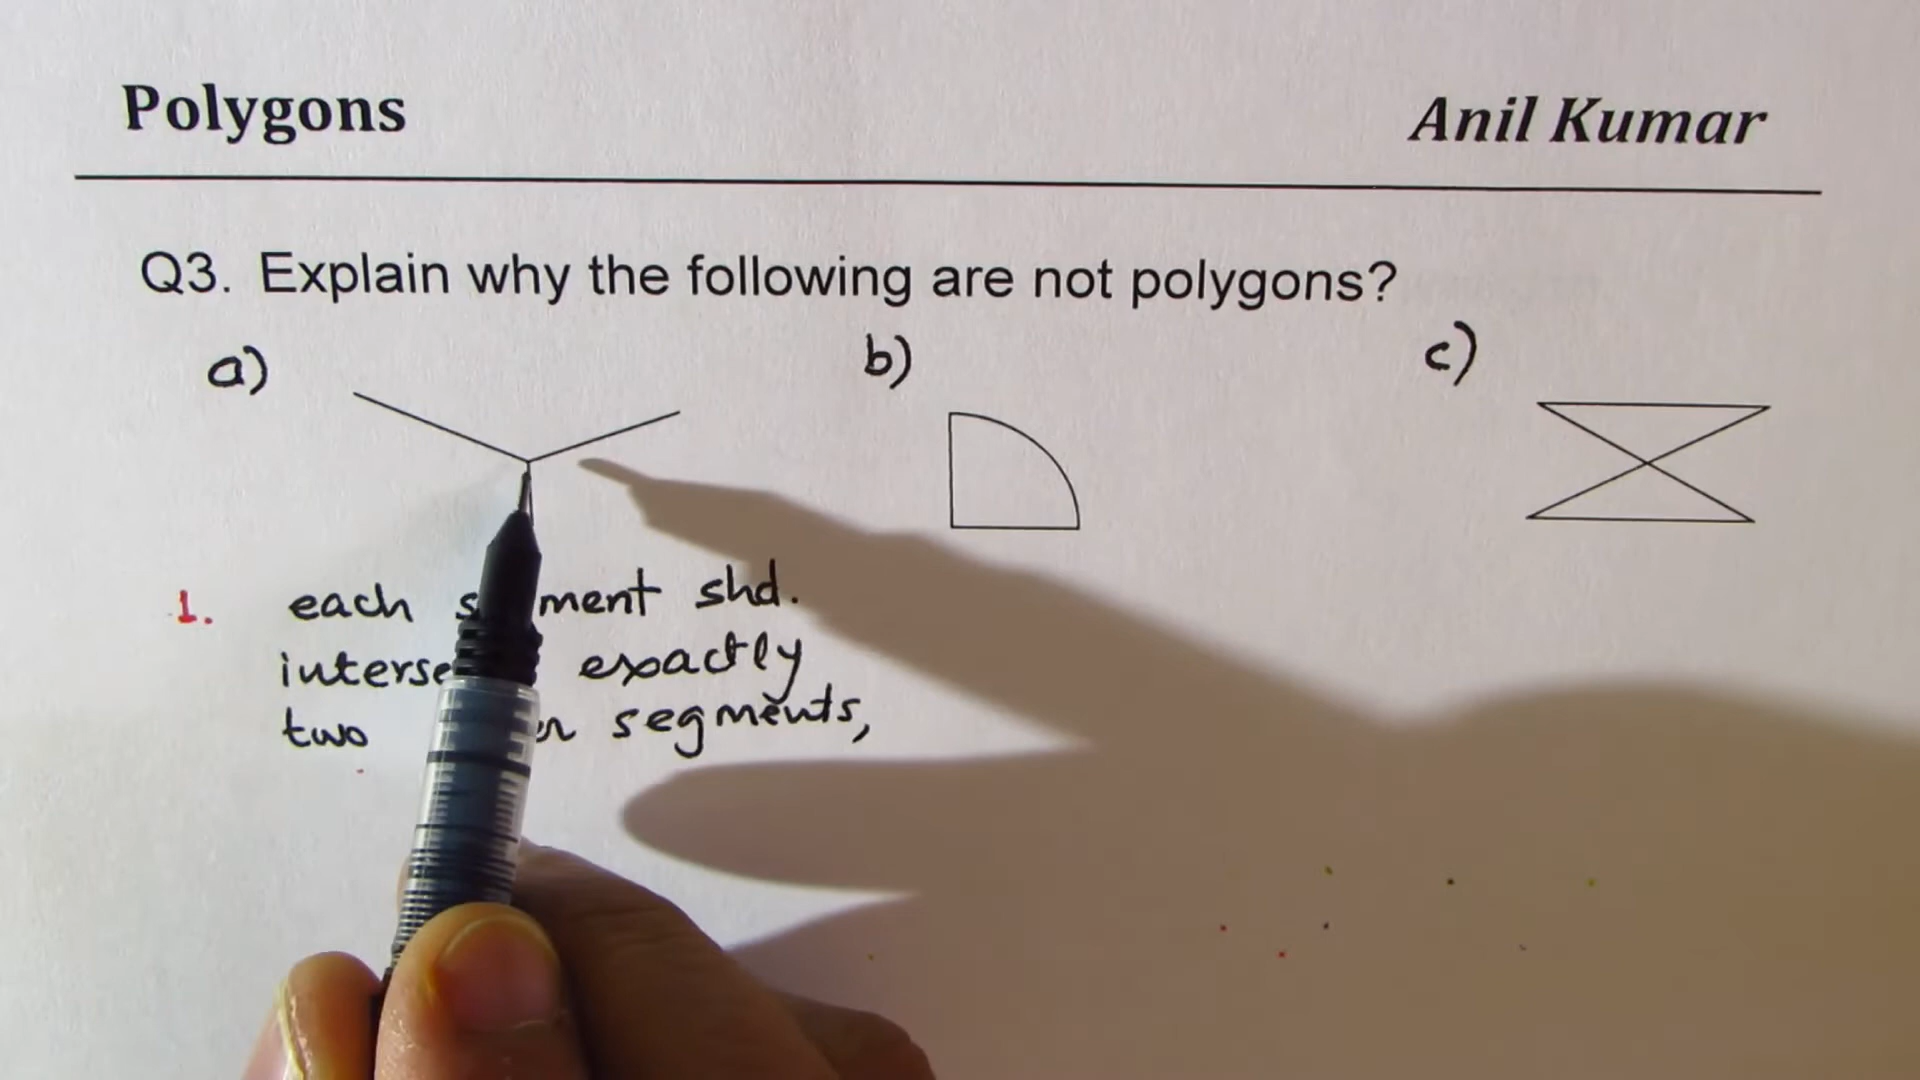 Polygons
Anil Kumar
Q3. Explain why the following are not polygons?
a)
b)
c)
1. each ment shd.
exactly
two segments,